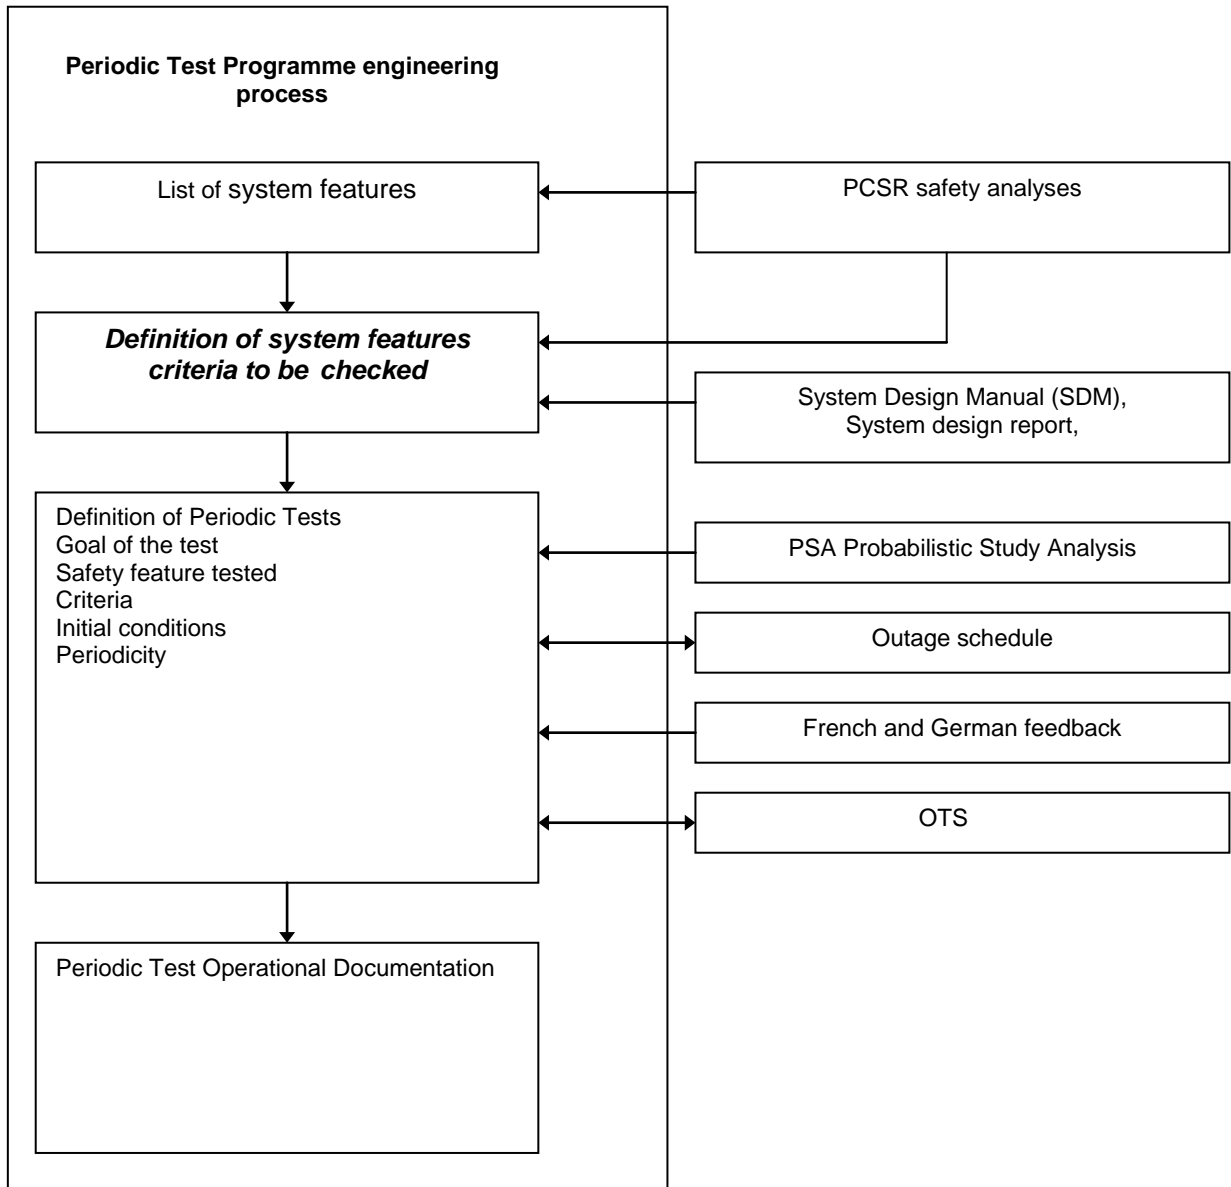 Periodic Test Programme engineering
process
List of system features
PCSR safety analyses
Definition of system features
criteria to be checked
System Design Manual (SDM),
System design report,
Definition of Periodic Tests
Goal of the test
Safety feature tested
Criteria
Initial conditions
Periodicity
PSA Probabilistic Study Analysis
Outage schedule
French and German feedback
OTS
Periodic Test Operational Documentation